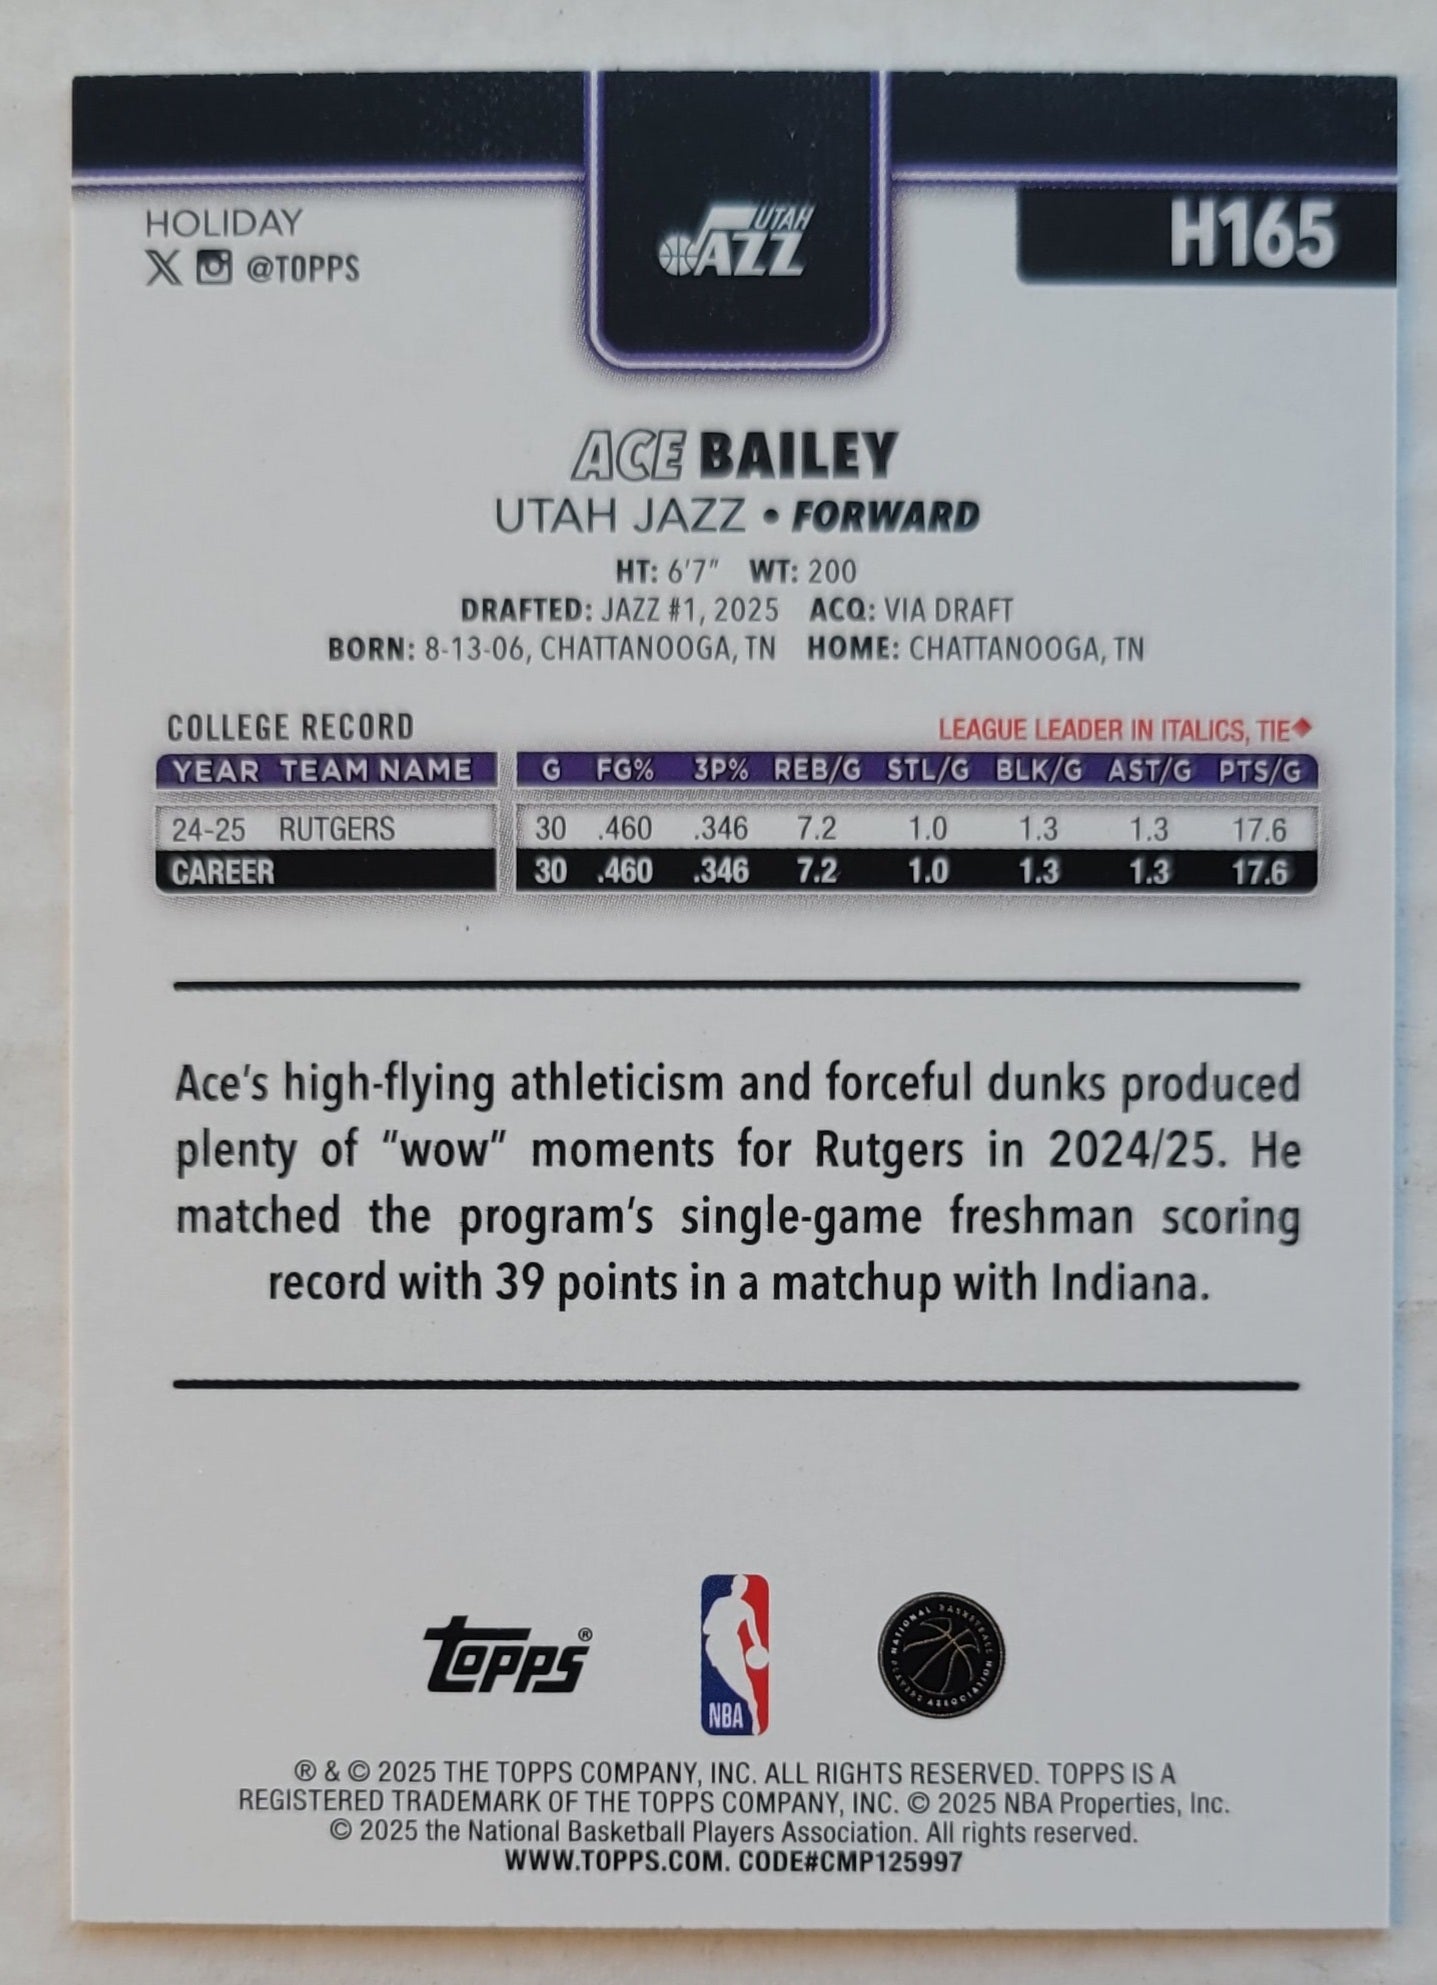 UTAH
JAZZ
HOLIDAY
X @TOPPS
H165
ACE BAILEY
UTAH JAZZ • FORWARD
HT: 6'7" WT: 200
DRAFTED: JAZZ #1, 2025 ACQ: VIA DRAFT
BORN: 8-13-06, CHATTANOOGA, TN HOME: CHATTANOOGA, TN
COLLEGE RECORD LEAGUE LEADER IN ITALICS, TIE◆
YEAR TEAM NAME G FG% 3P% REB/G STL/G BLK/G AST/G PTS/G
24-25 RUTGERS 30 .460 .346 7.2 1.0 1.3 1.3 17.6
CAREER 30 .460 .346 7.2 1.0 1.3 1.3 17.6
Ace's high-flying athleticism and forceful dunks produced
plenty of "wow" moments for Rutgers in 2024/25. He
matched the program's single-game freshman scoring
record with 39 points in a matchup with Indiana.
TOPPS®
NBA
NATIONAL BASKETBALL PLAYERS ASSOCIATION
® & © 2025 THE TOPPS COMPANY, INC. ALL RIGHTS RESERVED. TOPPS IS A
REGISTERED TRADEMARK OF THE TOPPS COMPANY, INC. © 2025 NBA Properties, Inc.
© 2025 the National Basketball Players Association. All rights reserved.
WWW.TOPPS.COM. CODE#CMP125997